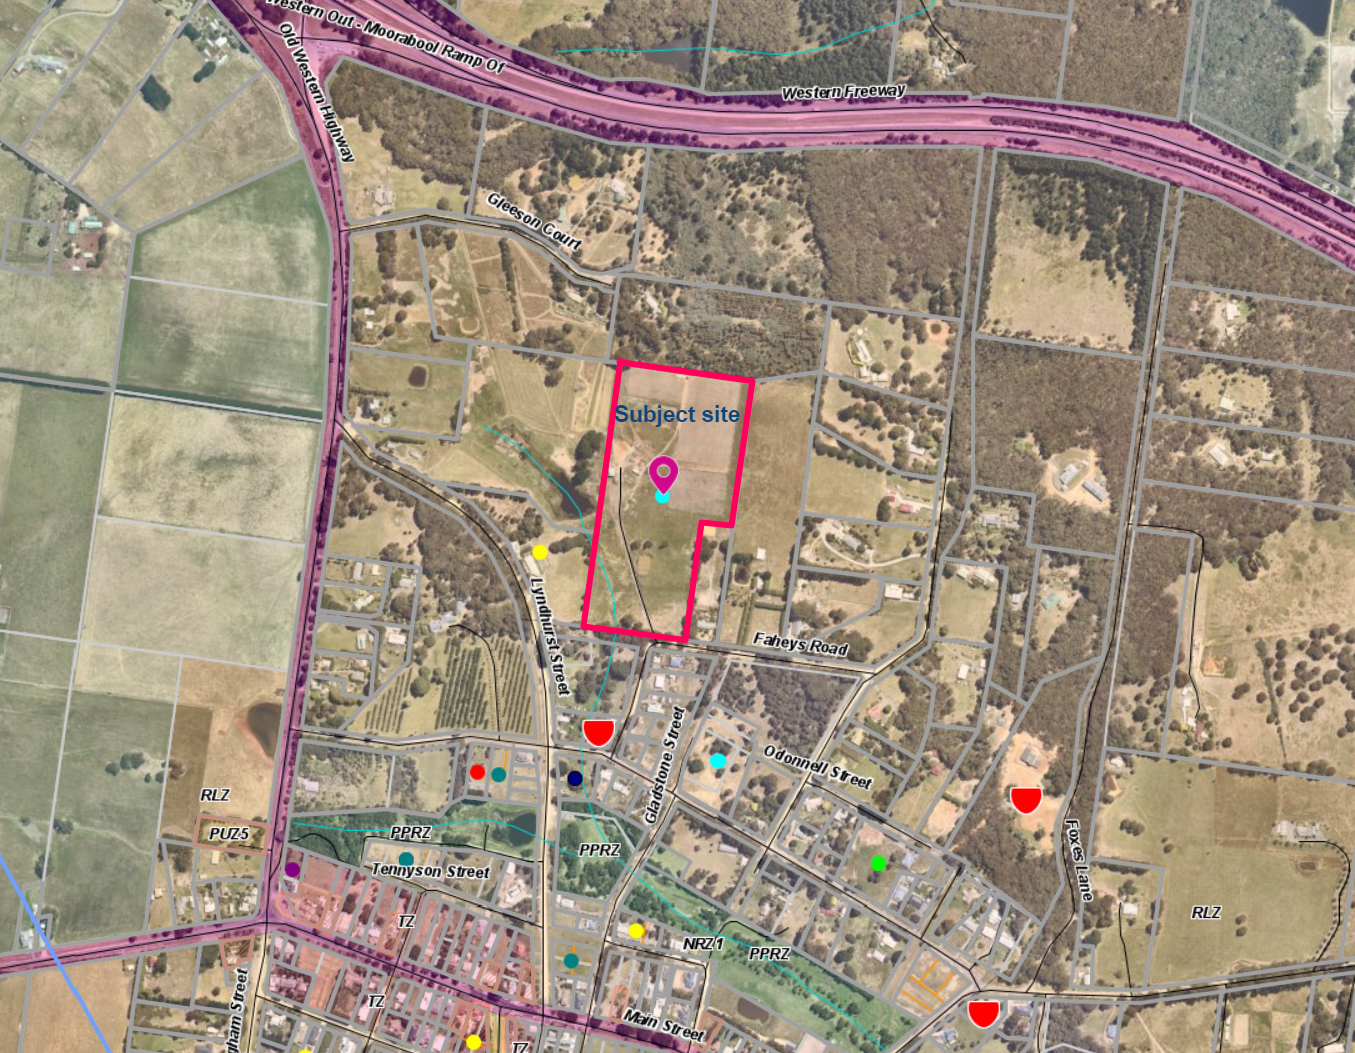 Western Out - Moorabool Ramp Of
Old Western Highway
Western Freeway
Gleeson Court
Subject site
Lyndhurst Street
Faheys Road
Gladstone Street
Odonnell Street
RLZ
PUZ5
PPRZ
PPRZ
Tennyson Street
Foxes Lane
TZ
RLZ
NRZ1
PPRZ
TZ
gham Street
Main Street
TZ